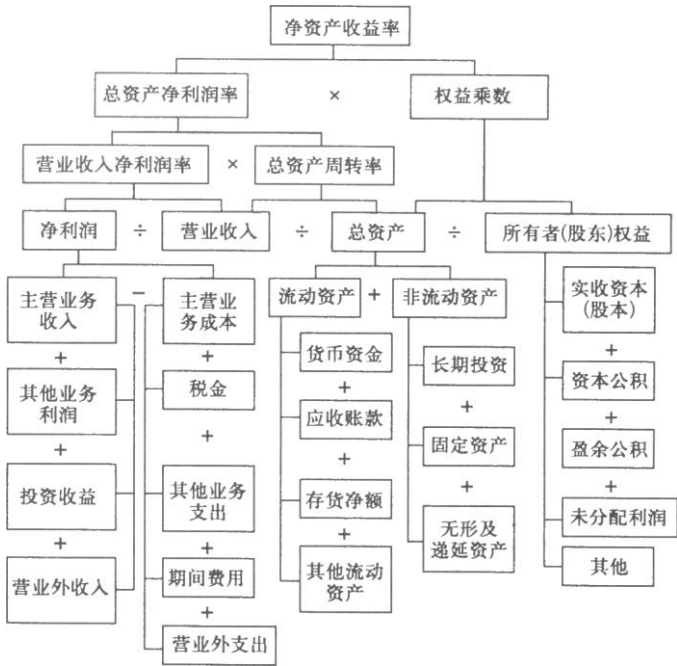 净资产收益率
总资产净利润率 × 权益乘数
营业收入净利润率 × 总资产周转率
净利润 ÷ 营业收入 ÷ 总资产 ÷ 所有者(股东)权益
主营业务
收入
+
其他业务
利润
+
投资收益
+
营业外收入
−
主营业
务成本
+
税金
+
其他业务
支出
+
期间费用
+
营业外支出
流动资产 + 非流动资产
货币资金
+
应收账款
+
存货净额
+
其他流动
资产
长期投资
+
固定资产
+
无形及
递延资产
实收资本
(股本)
+
资本公积
+
盈余公积
+
未分配利润
+
其他